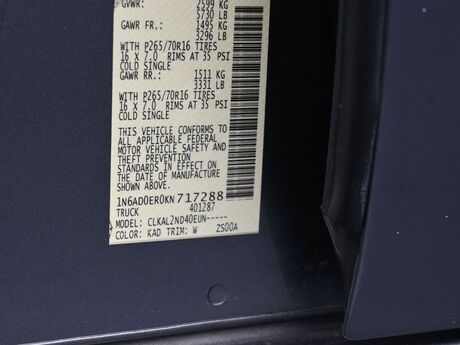 GVWR: 2599 KG
5730 LB
GAWR FR.: 1495 KG
3296 LB
WITH P265/70R16 TIRES
16 X 7.0 RIMS AT 35 PSI
COLD SINGLE
GAWR RR.: 1511 KG
3331 LB
WITH P265/70R16 TIRES
16 X 7.0 RIMS AT 35 PSI
COLD SINGLE
THIS VEHICLE CONFORMS TO
ALL APPLICABLE FEDERAL
MOTOR VEHICLE SAFETY AND
THEFT PREVENTION
STANDARDS IN EFFECT ON
THE DATE OF MANUFACTURE
SHOWN ABOVE.
1N6AD0ER0KN717288
TRUCK 401287
MODEL: CLKAL2ND40EUN-----
COLOR: KAD TRIM: W ZS00A